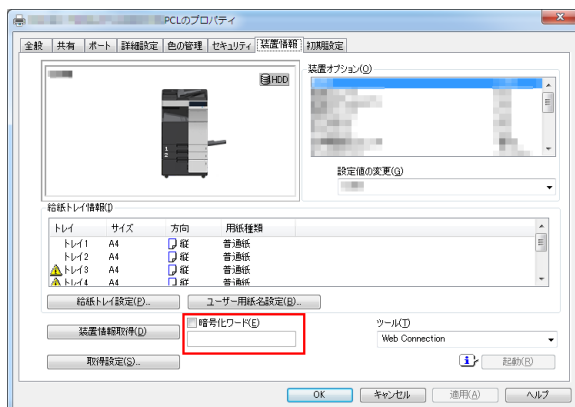 PCLのプロパティ
全般 共有 ポート 詳細設定 色の管理 セキュリティ 装置情報 初期設定
HDD
1
2
装置オプション(O)
設定値の変更(G)
給紙トレイ情報(I)
トレイ サイズ 方向 用紙種類
トレイ1 A4 縦 普通紙
トレイ2 A4 縦 普通紙
トレイ3 A4 縦 普通紙
トレイ4 A4 縦 普通紙
給紙トレイ設定(P)... ユーザー用紙名設定(B)...
装置情報取得(D)
暗号化ワード(E)
ツール(T)
Web Connection
取得設定(S)...
起動(R)
OK キャンセル 適用(A) ヘルプ